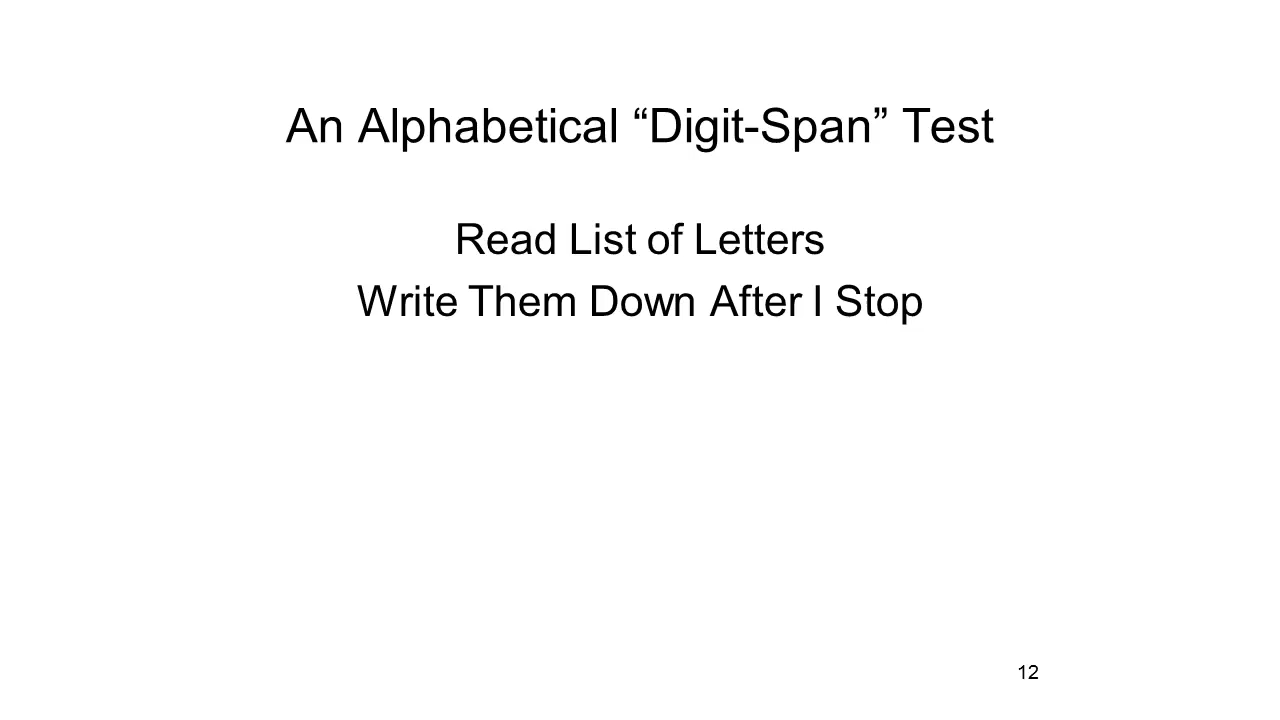 An Alphabetical “Digit-Span” Test
Read List of Letters
Write Them Down After I Stop
12